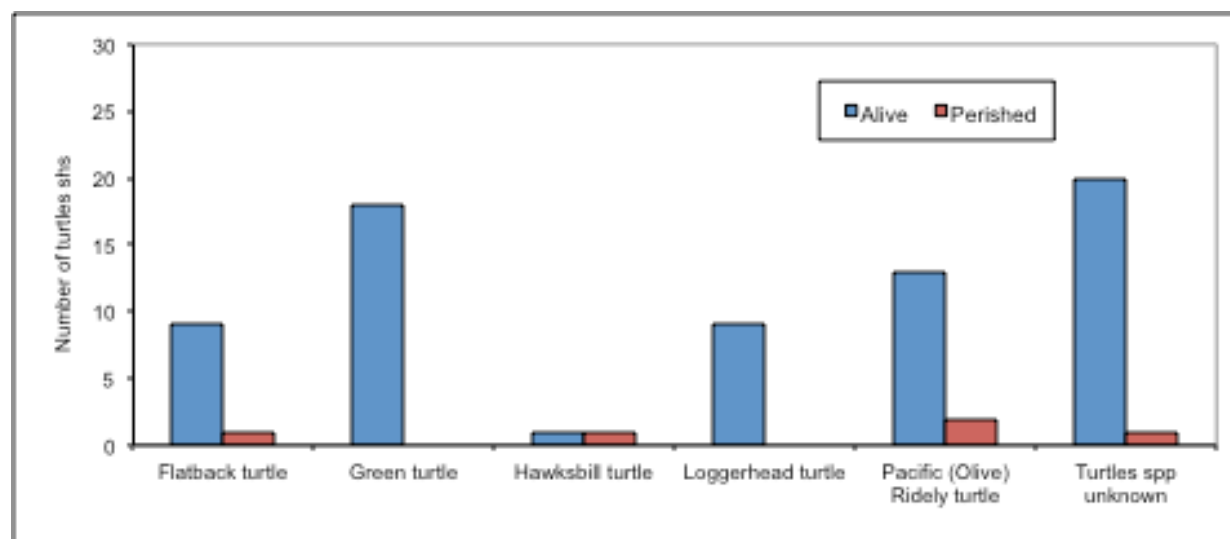 30
25
20
15
10
5
0
Number of turtles shs
Alive Perished
Flatback turtle
Green turtle
Hawksbill turtle
Loggerhead turtle
Pacific (Olive)
Ridely turtle
Turtles spp
unknown